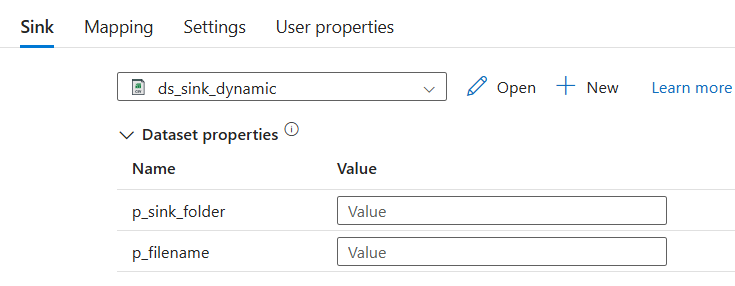 Sink Mapping Settings User properties
ds_sink_dynamic Open New Learn more
Dataset properties
Name Value
p_sink_folder Value
p_filename Value